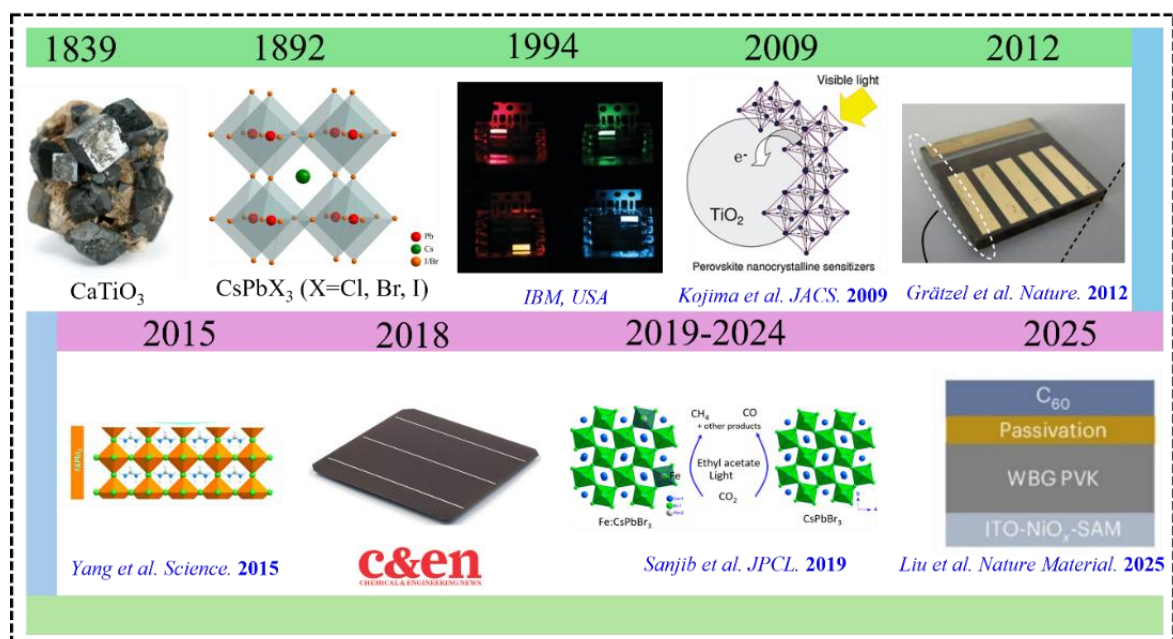 1839 1892 1994 2009 2012
CaTiO₃
Pb
Cs
I/Br
CsPbX₃ (X=Cl, Br, I)
IBM, USA
Visible light
e-
TiO₂
Perovskite nanocrystalline sensitizers
Kojima et al. JACS. 2009
Grätzel et al. Nature. 2012
2015 2018 2019-2024 2025
Yang et al. Science. 2015
c&en
CHEMICAL & ENGINEERING NEWS
Fe
Fe:CsPbBr₃
CH₄ CO
+ other products
Ethyl acetate
Light
CO₂
CsPbBr₃
Sanjib et al. JPCL. 2019
C₆₀
Passivation
WBG PVK
ITO-NiOₓ-SAM
Liu et al. Nature Material. 2025